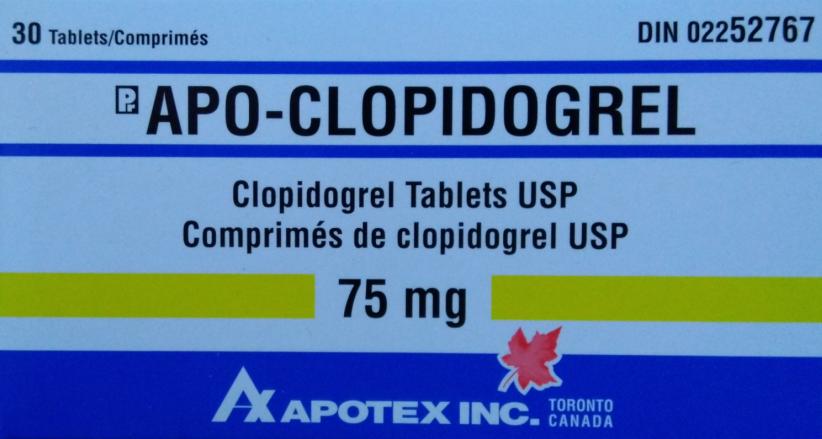 30 Tablets/Comprimés
DIN 02252767
Pr APO-CLOPIDOGREL
Clopidogrel Tablets USP
Comprimés de clopidogrel USP
75 mg
APOTEX INC. TORONTO
CANADA